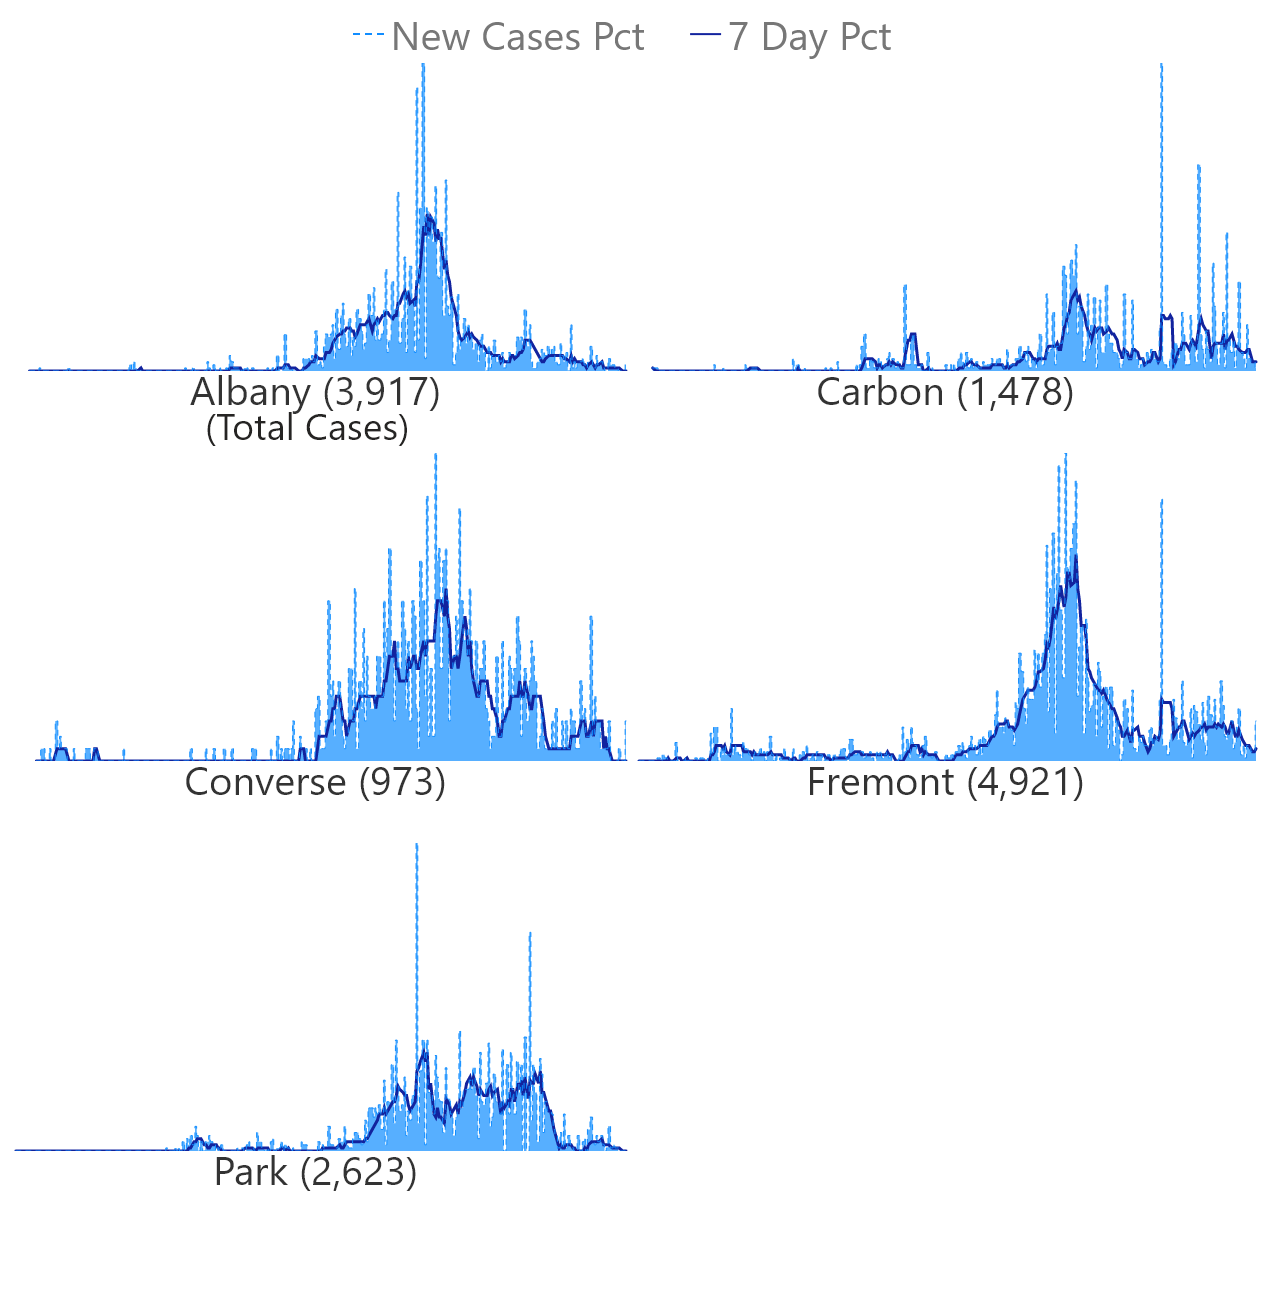 New Cases Pct 7 Day Pct
Albany (3,917) Carbon (1,478)
(Total Cases)
Converse (973) Fremont (4,921)
Park (2,623)